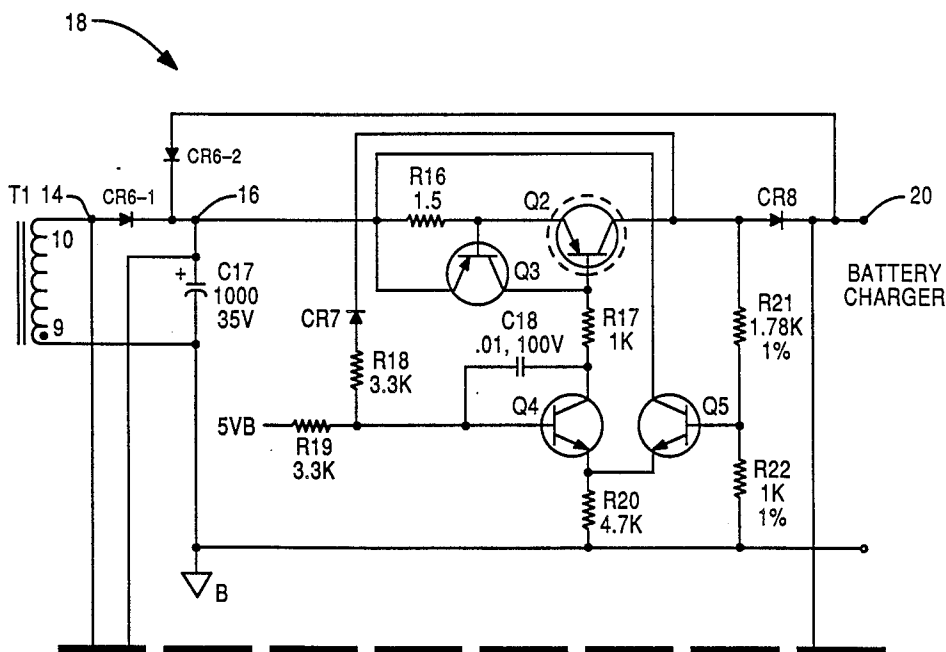 18
CR6-2
T1 14
CR6-1
16
R16
1.5
Q2
CR8
20
10
9
+
C17
1000
35V
Q3
BATTERY
CHARGER
CR7
C18
.01, 100V
R17
1K
R21
1.78K
1%
R18
3.3K
Q4
Q5
5VB
R19
3.3K
R20
4.7K
R22
1K
1%
B